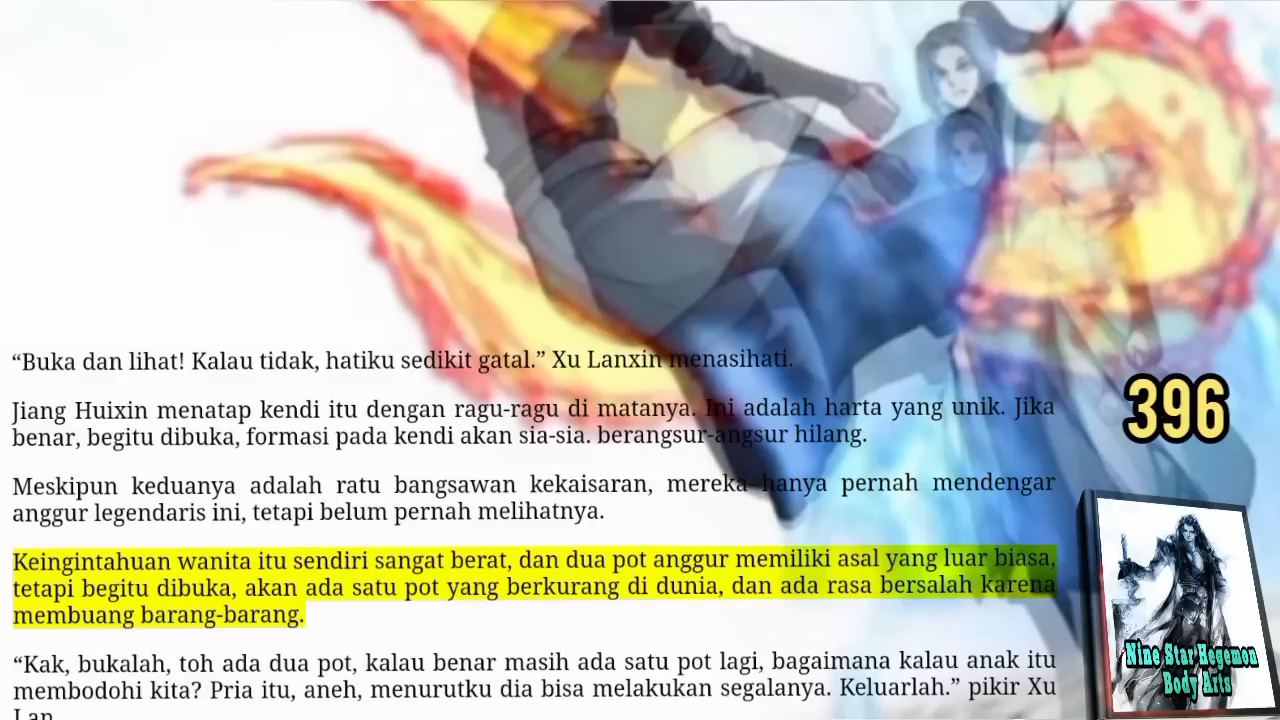 “Buka dan lihat! Kalau tidak, hatiku sedikit gatal.” Xu Lanxin menasihati.
Jiang Huixin menatap kendi itu dengan ragu-ragu di matanya. Ini adalah harta yang unik. Jika
benar, begitu dibuka, formasi pada kendi akan sia-sia. berangsur-angsur hilang.
Meskipun keduanya adalah ratu bangsawan kekaisaran, mereka hanya pernah mendengar
anggur legendaris ini, tetapi belum pernah melihatnya.
Keingintahuan wanita itu sendiri sangat berat, dan dua pot anggur memiliki asal yang luar biasa,
tetapi begitu dibuka, akan ada satu pot yang berkurang di dunia, dan ada rasa bersalah karena
membuang barang-barang.
“Kak, bukalah, toh ada dua pot, kalau benar masih ada satu pot lagi, bagaimana kalau anak itu
membodohi kita? Pria itu, aneh, menurutku dia bisa melakukan segalanya. Keluarlah.” pikir Xu
Lan
396
Nine Star Hegemon
Body Arts